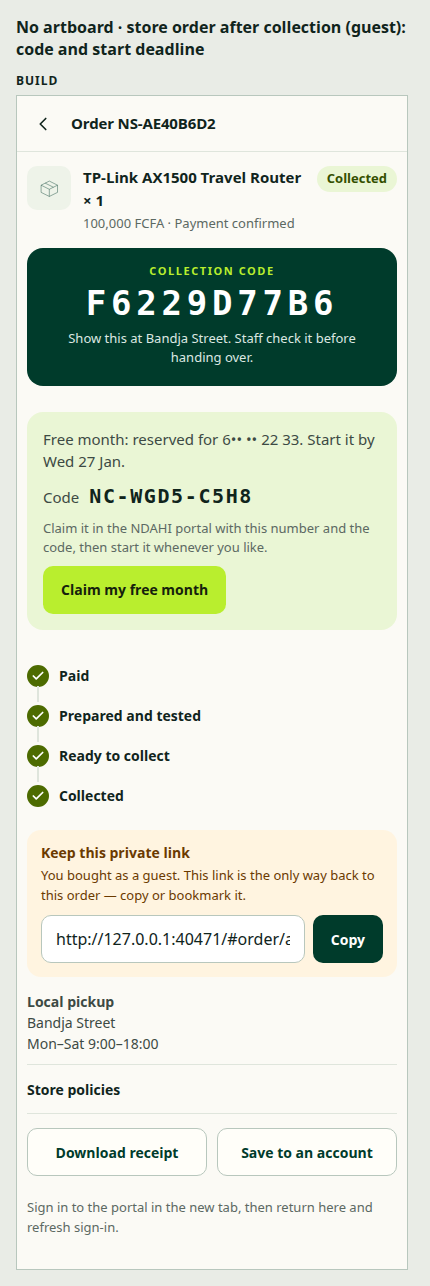 No artboard · store order after collection (guest):
code and start deadline
BUILD
Order NS-AE40B6D2
TP-Link AX1500 Travel Router
× 1
Collected
100,000 FCFA · Payment confirmed
COLLECTION CODE
F6229D77B6
Show this at Bandja Street. Staff check it before
handing over.
Free month: reserved for 6•• •• 22 33. Start it by
Wed 27 Jan.
Code NC-WGD5-C5H8
Claim it in the NDAHI portal with this number and the
code, then start it whenever you like.
Claim my free month
Paid
Prepared and tested
Ready to collect
Collected
Keep this private link
You bought as a guest. This link is the only way back to
this order — copy or bookmark it.
http://127.0.0.1:40471/#order/a
Copy
Local pickup
Bandja Street
Mon–Sat 9:00–18:00
Store policies
Download receipt
Save to an account
Sign in to the portal in the new tab, then return here and
refresh sign-in.